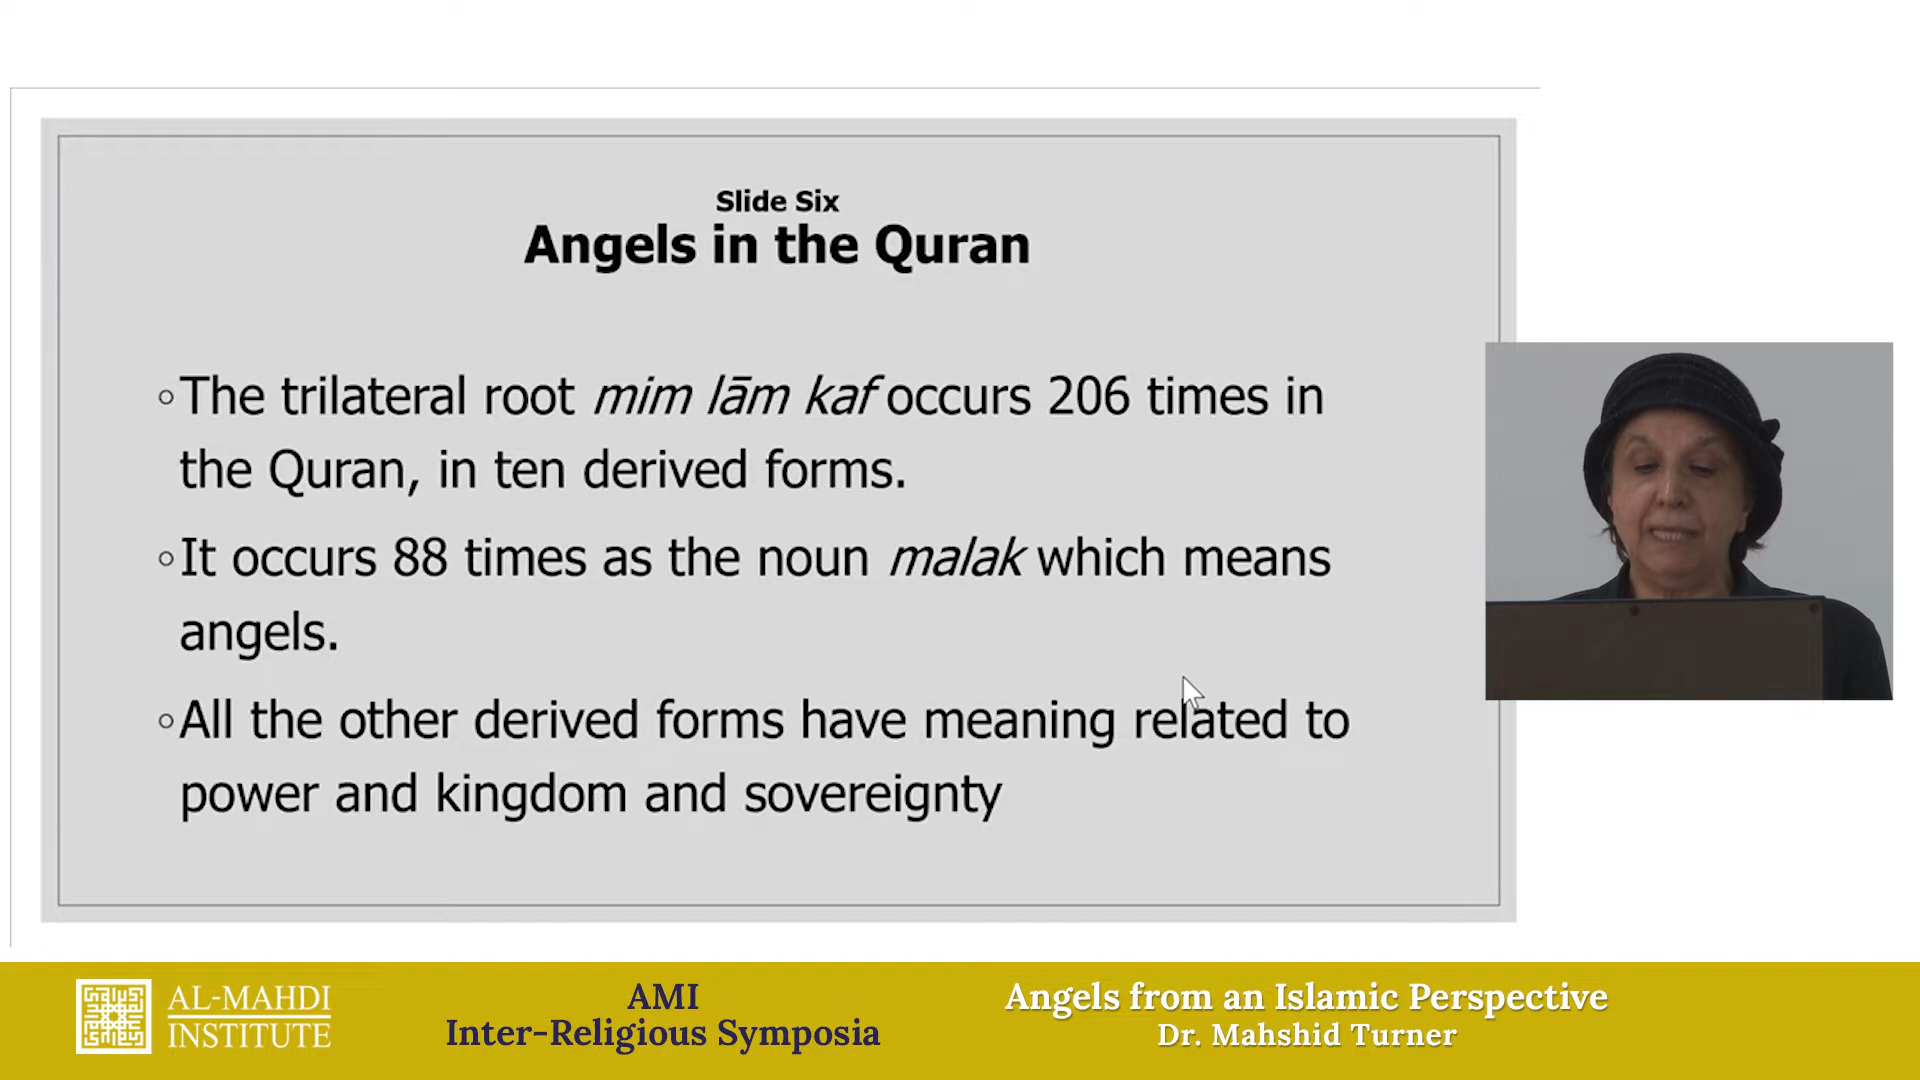 Slide Six
Angels in the Quran
◦The trilateral root mim lām kaf occurs 206 times in
the Quran, in ten derived forms.
◦It occurs 88 times as the noun malak which means
angels.
◦All the other derived forms have meaning related to
power and kingdom and sovereignty
AL-MAHDI
INSTITUTE
AMI
Inter-Religious Symposia
Angels from an Islamic Perspective
Dr. Mahshid Turner